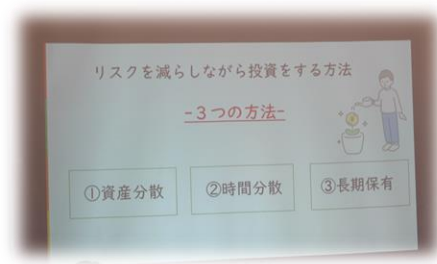 リスクを減らしながら投資をする方法
-3つの方法-
①資産分散
②時間分散
③長期保有